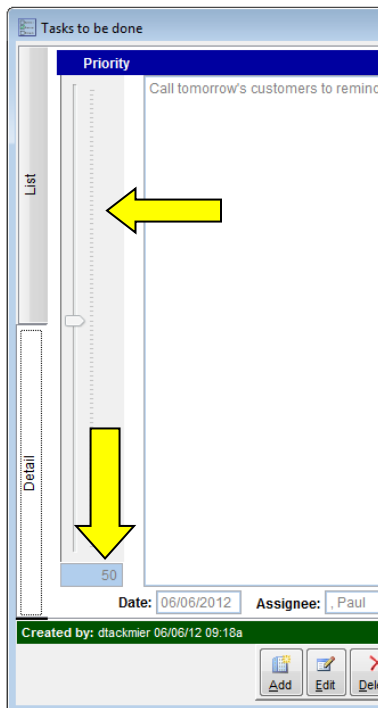 Tasks to be done
Priority
Call tomorrow's customers to remind
List
Detail
50
Date: 06/06/2012 Assignee: , Paul
Created by: dtackmier 06/06/12 09:18a
Add Edit